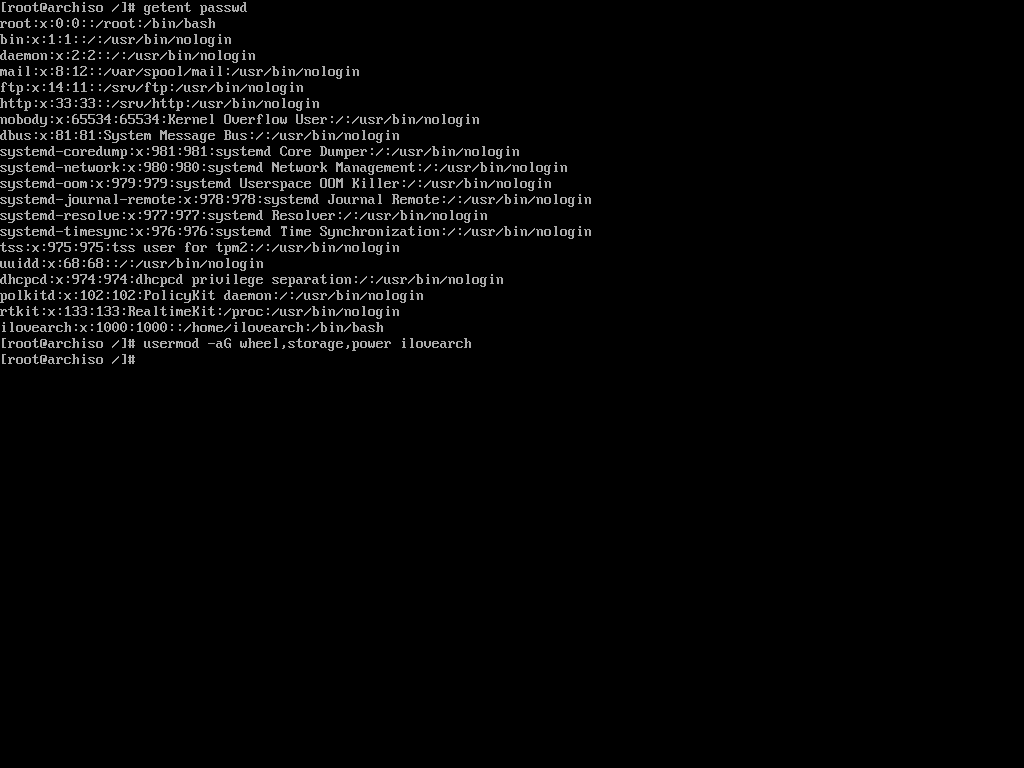 [root@archiso /]# getent passwd
root:x:0:0::/root:/bin/bash
bin:x:1:1::/:/usr/bin/nologin
daemon:x:2:2::/:/usr/bin/nologin
mail:x:8:12::/var/spool/mail:/usr/bin/nologin
ftp:x:14:11::/srv/ftp:/usr/bin/nologin
http:x:33:33::/srv/http:/usr/bin/nologin
nobody:x:65534:65534:Kernel Overflow User:/:/usr/bin/nologin
dbus:x:81:81:System Message Bus:/:/usr/bin/nologin
systemd-coredump:x:981:981:systemd Core Dumper:/:/usr/bin/nologin
systemd-network:x:980:980:systemd Network Management:/:/usr/bin/nologin
systemd-oom:x:979:979:systemd Userspace OOM Killer:/:/usr/bin/nologin
systemd-journal-remote:x:978:978:systemd Journal Remote:/:/usr/bin/nologin
systemd-resolve:x:977:977:systemd Resolver:/:/usr/bin/nologin
systemd-timesync:x:976:976:systemd Time Synchronization:/:/usr/bin/nologin
tss:x:975:975:tss user for tpm2:/:/usr/bin/nologin
uuidd:x:68:68::/:/usr/bin/nologin
dhcpcd:x:974:974:dhcpcd privilege separation:/:/usr/bin/nologin
polkitd:x:102:102:PolicyKit daemon:/:/usr/bin/nologin
rtkit:x:133:133:RealtimeKit:/proc:/usr/bin/nologin
ilovearch:x:1000:1000::/home/ilovearch:/bin/bash
[root@archiso /]# usermod -aG wheel,storage,power ilovearch
[root@archiso /]#